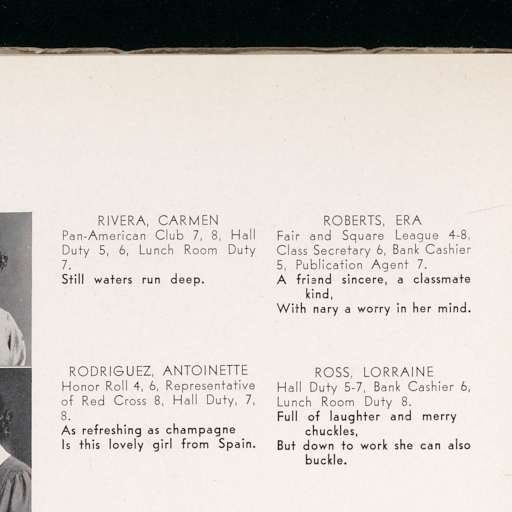 RIVERA, CARMEN
Pan-American Club 7, 8, Hall
Duty 5, 6, Lunch Room Duty
7.
Still waters run deep.
ROBERTS, ERA
Fair and Square League 4-8,
Class Secretary 6, Bank Cashier
5, Publication Agent 7.
A friend sincere, a classmate
kind,
With nary a worry in her mind.
RODRIGUEZ, ANTOINETTE
Honor Roll 4, 6, Representative
of Red Cross 8, Hall Duty, 7,
8.
As refreshing as champagne
Is this lovely girl from Spain.
ROSS, LORRAINE
Hall Duty 5-7, Bank Cashier 6,
Lunch Room Duty 8.
Full of laughter and merry
chuckles,
But down to work she can also
buckle.